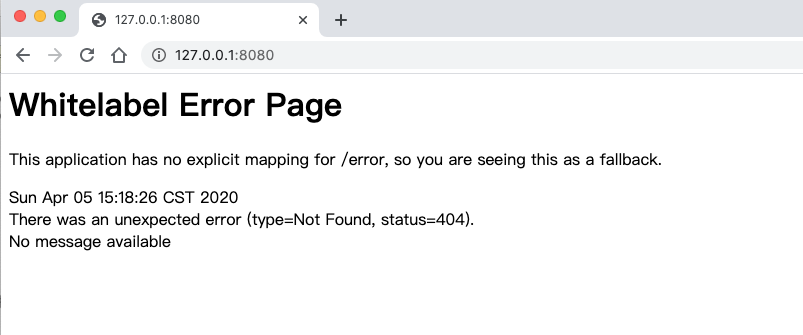 127.0.0.1:8080
127.0.0.1:8080
Whitelabel Error Page
This application has no explicit mapping for /error, so you are seeing this as a fallback.
Sun Apr 05 15:18:26 CST 2020
There was an unexpected error (type=Not Found, status=404).
No message available